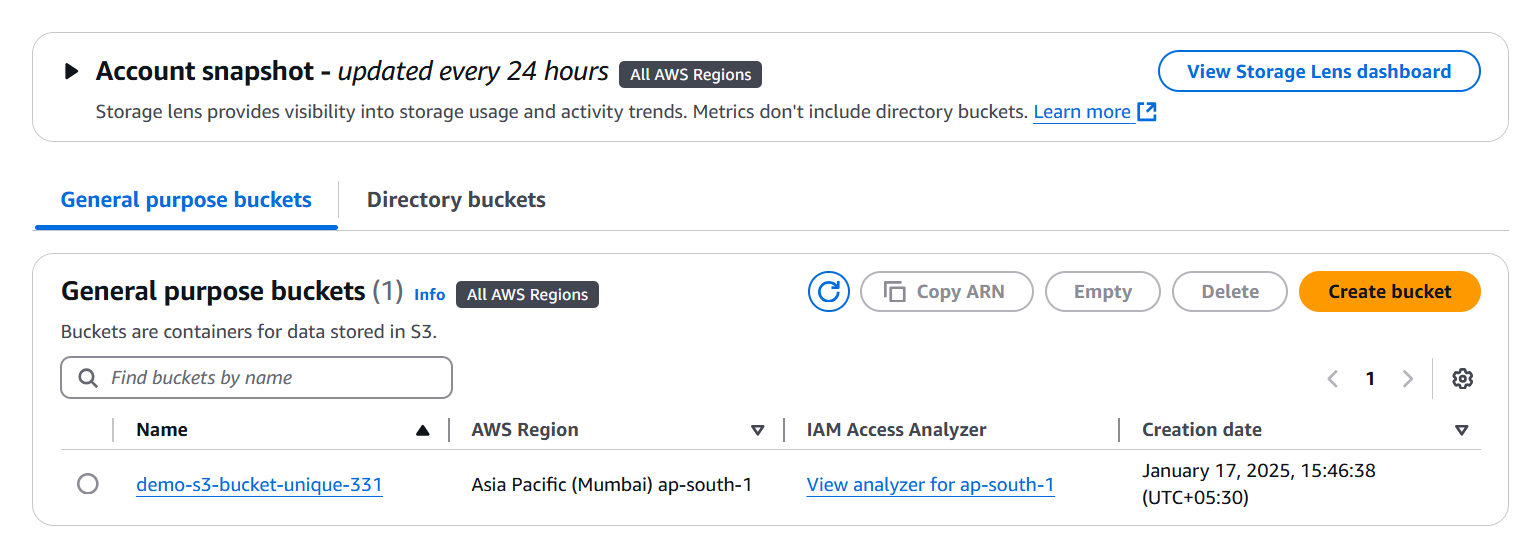 Account snapshot - updated every 24 hours All AWS Regions View Storage Lens dashboard
Storage lens provides visibility into storage usage and activity trends. Metrics don't include directory buckets. Learn more
General purpose buckets Directory buckets
General purpose buckets (1) Info All AWS Regions Copy ARN Empty Delete Create bucket
Buckets are containers for data stored in S3.
Find buckets by name 1
Name AWS Region IAM Access Analyzer Creation date
demo-s3-bucket-unique-331 Asia Pacific (Mumbai) ap-south-1 View analyzer for ap-south-1 January 17, 2025, 15:46:38
(UTC+05:30)